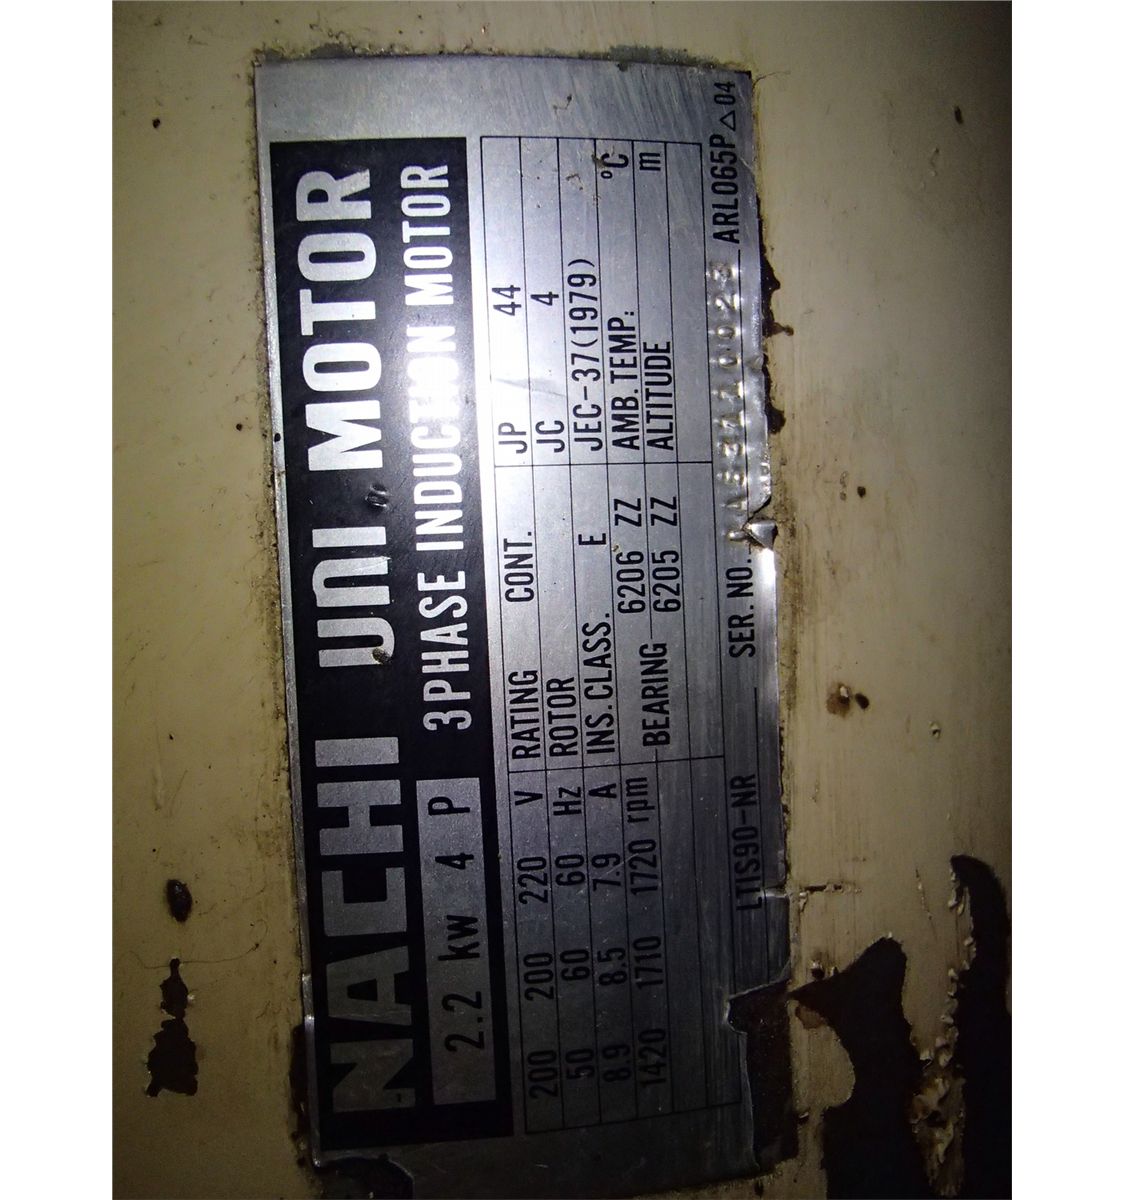 NACHI UNI MOTOR
2.2 kW 4 P 3PHASE INDUCTION MOTOR
200 200 220 V RATING CONT. JP 44
50 60 60 Hz ROTOR JC 4
8.9 8.5 7.9 A INS. CLASS. E JEC-37(1979)
1420 1710 1720 rpm BEARING 6206 ZZ AMB. TEMP: °C
6205 ZZ ALTITUDE m
LTIS90-NR SER. NO. ARL065P△04